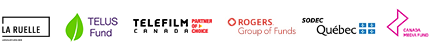 LA RUELLE
TELUS
Fund
TELEFILM
CANADA
PARTNER
OF
CHOICE
ROGERS
Group of Funds
SODEC
Québec
CANADA
MEDIA FUND